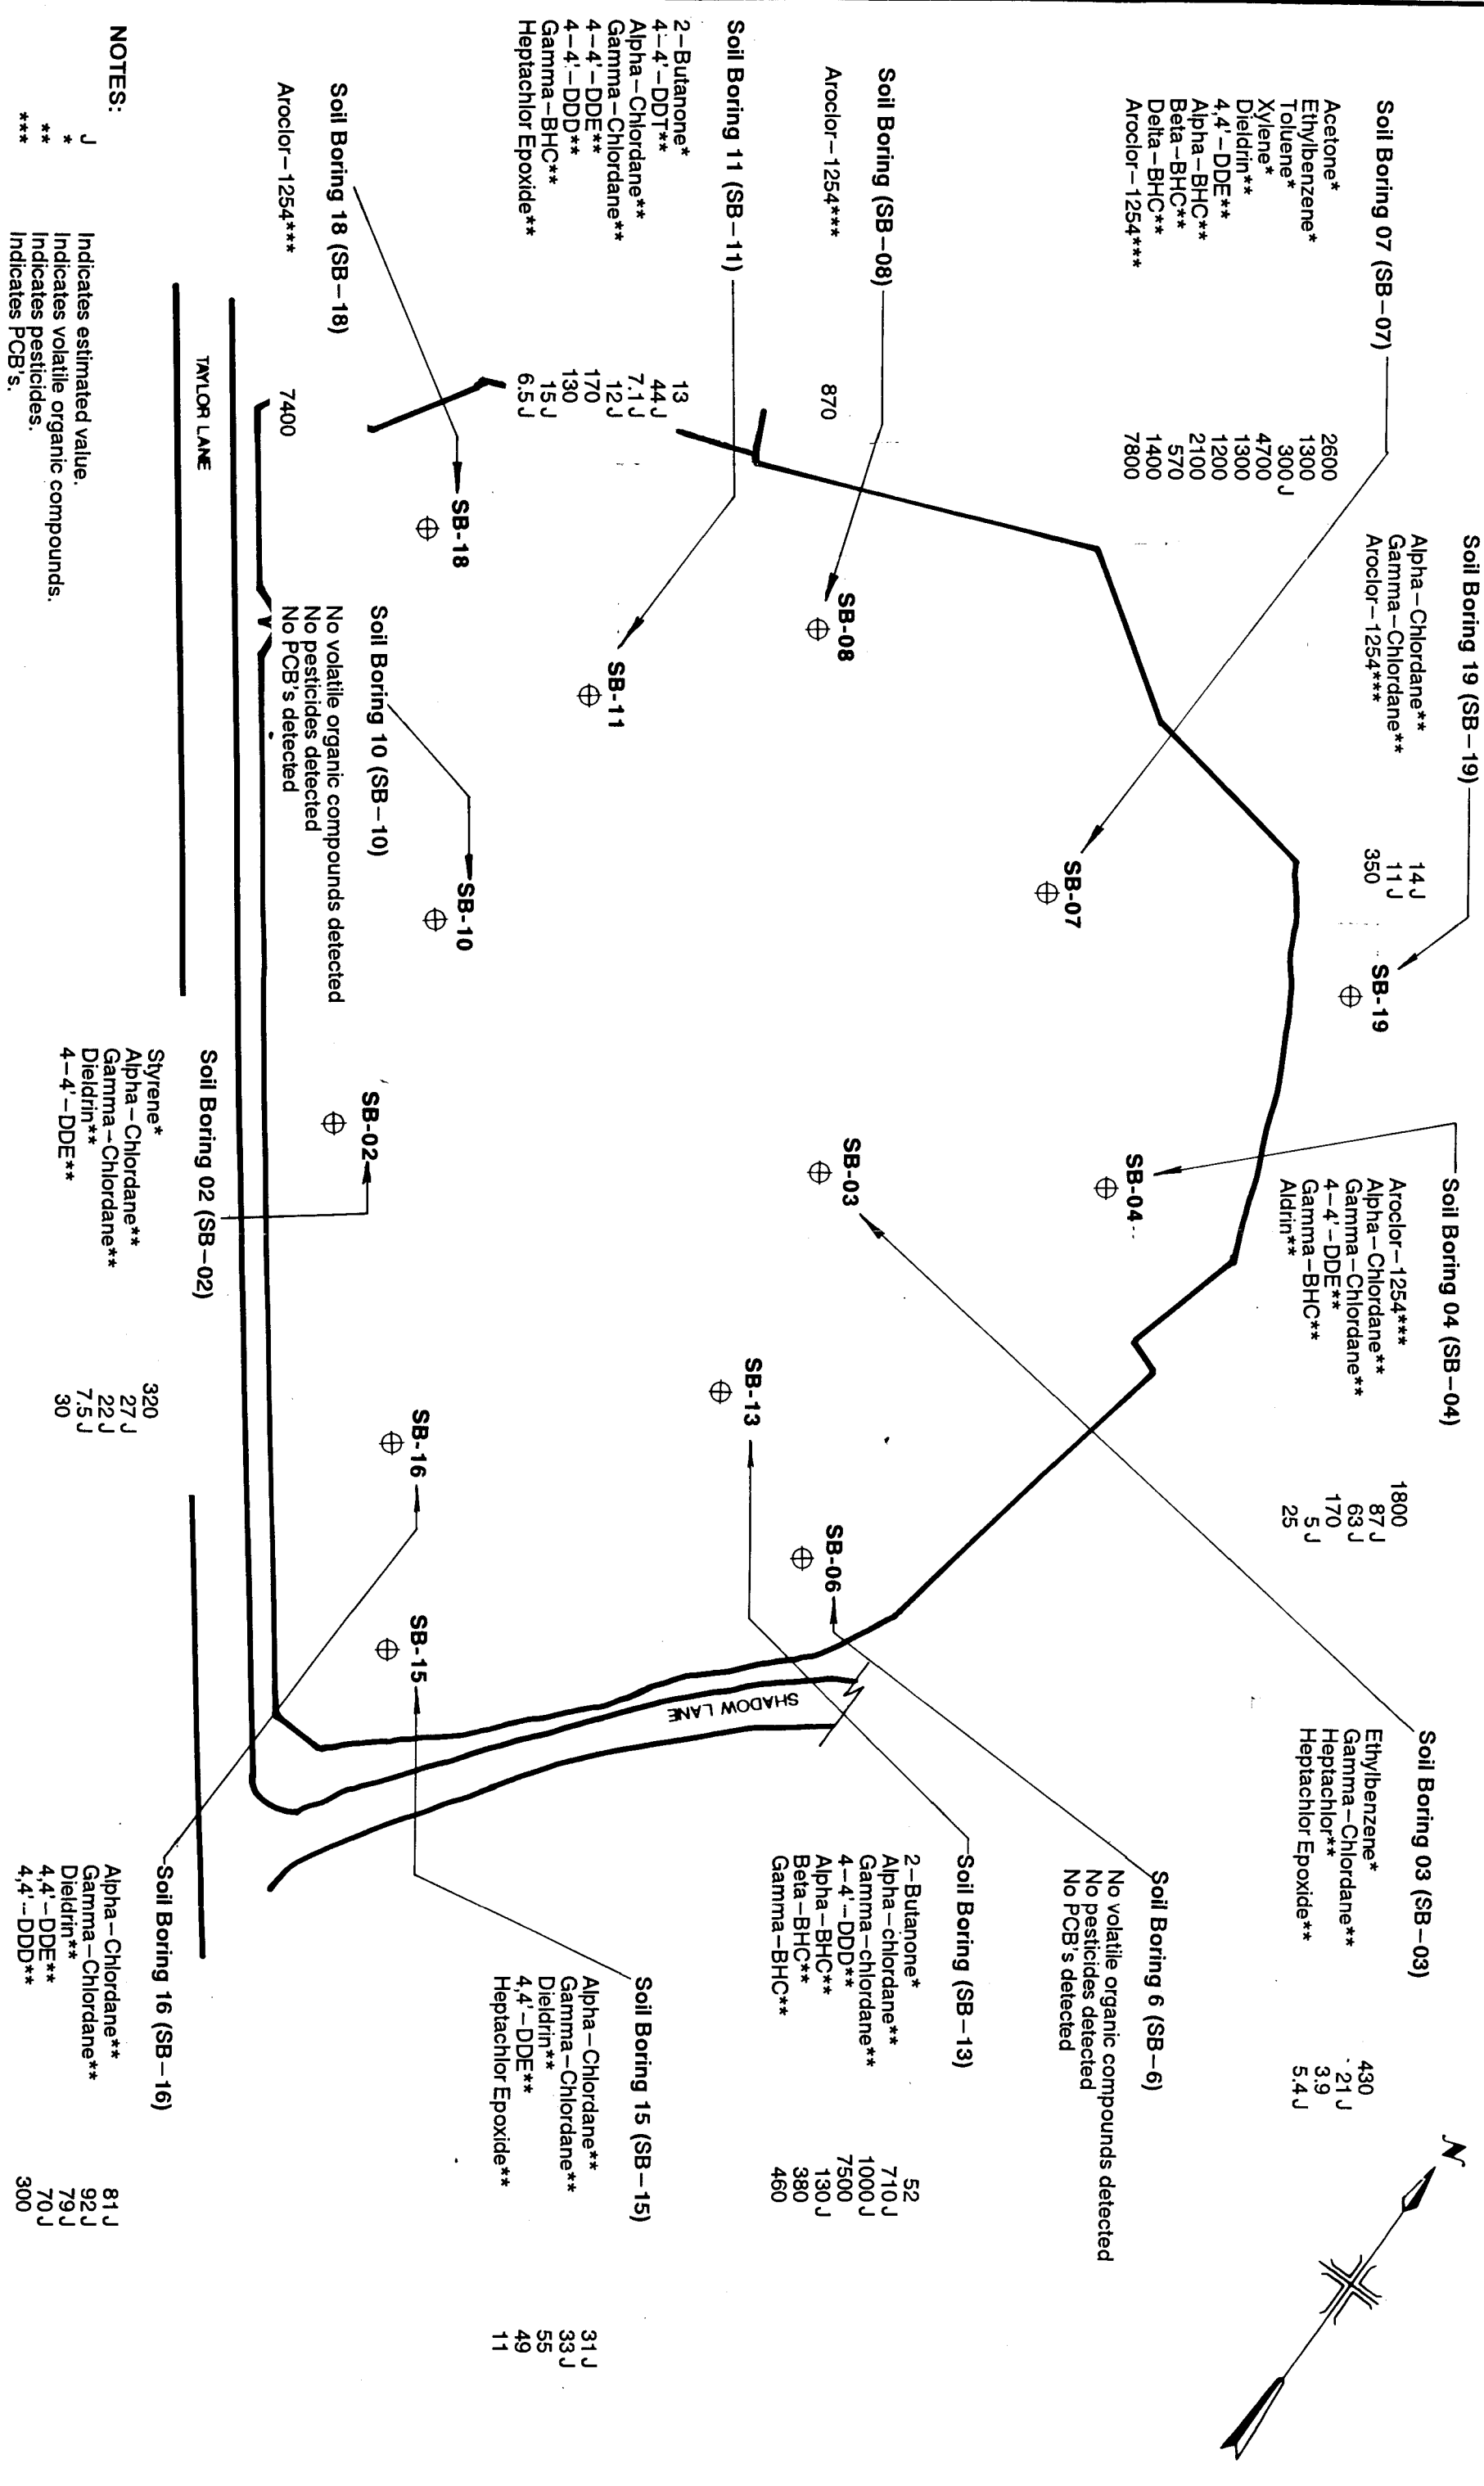 Soil Boring 19 (SB-19)
Alpha-Chlordane** 14 J
Gamma-Chlordane** 11 J
Aroclor-1254*** 350
SB-19
Soil Boring 04 (SB-04)
Aroclor-1254*** 1800
Alpha-Chlordane** 87 J
Gamma-Chlordane** 63 J
4-4'-DDE** 170
Gamma-BHC** 5 J
Aldrin** 25
SB-04
Soil Boring 03 (SB-03)
Ethylbenzene* 430
Gamma-Chlordane** 21 J
Heptachlor** 3.9
Heptachlor Epoxide** 5.4 J
SB-03
N
Soil Boring 07 (SB-07)
Acetone* 2600
Ethylbenzene* 1300
Toluene* 300 J
Xylene* 4700
Dieldrin** 1300
4,4'-DDE** 1200
Alpha-BHC** 2100
Beta-BHC** 570
Delta-BHC** 1400
Aroclor-1254*** 7800
SB-07
Soil Boring 6 (SB-6)
No volatile organic compounds detected
No pesticides detected
No PCB's detected
SB-06
Soil Boring (SB-08)
Aroclor-1254*** 870
SB-08
Soil Boring (SB-13)
2-Butanone* 52
Alpha-chlordane** 710 J
Gamma-chlordane** 1000 J
4-4'-DDD** 7500
Alpha-BHC** 130 J
Beta-BHC** 380
Gamma-BHC** 460
SB-13
SHADOW LANE
Soil Boring 11 (SB-11)
2-Butanone* 13
4-4'-DDT** 44 J
Alpha-Chlordane** 7.1 J
Gamma-Chlordane** 12 J
4-4'-DDE** 170
4-4'-DDD** 130
Gamma-BHC** 15 J
Heptachlor Epoxide** 6.5 J
SB-11
Soil Boring 15 (SB-15)
Alpha-Chlordane** 31 J
Gamma-Chlordane** 33 J
Dieldrin** 55
4,4'-DDE** 49
Heptachlor Epoxide** 11
SB-15
Soil Boring 18 (SB-18)
Aroclor-1254*** 7400
SB-18
Soil Boring 10 (SB-10)
No volatile organic compounds detected
No pesticides detected
No PCB's detected
SB-10
SB-02
SB-16
TAYLOR LANE
Soil Boring 02 (SB-02)
Styrene* 320
Alpha-Chlordane** 27 J
Gamma-Chlordane** 22 J
Dieldrin** 7.5 J
4-4'-DDE** 30
Soil Boring 16 (SB-16)
Alpha-Chlordane** 81 J
Gamma-Chlordane** 92 J
Dieldrin** 79 J
4,4'-DDE** 70 J
4,4'-DDD** 300
NOTES:
J Indicates estimated value.
* Indicates volatile organic compounds.
** Indicates pesticides.
*** Indicates PCB's.